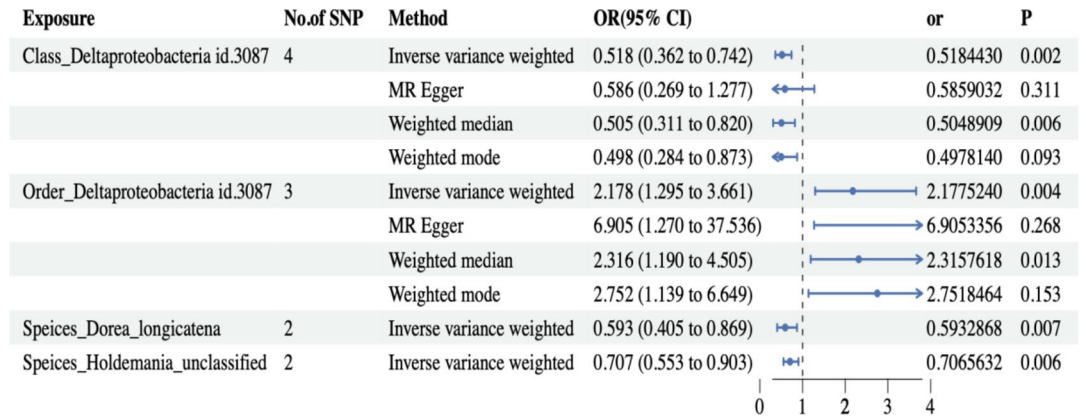 Exposure No.of SNP Method OR(95% CI) or P
Class_Deltaproteobacteria id.3087 4 Inverse variance weighted 0.518 (0.362 to 0.742) 0.5184430 0.002
MR Egger 0.586 (0.269 to 1.277) 0.5859032 0.311
Weighted median 0.505 (0.311 to 0.820) 0.5048909 0.006
Weighted mode 0.498 (0.284 to 0.873) 0.4978140 0.093
Order_Deltaproteobacteria id.3087 3 Inverse variance weighted 2.178 (1.295 to 3.661) 2.1775240 0.004
MR Egger 6.905 (1.270 to 37.536) 6.9053356 0.268
Weighted median 2.316 (1.190 to 4.505) 2.3157618 0.013
Weighted mode 2.752 (1.139 to 6.649) 2.7518464 0.153
Speices_Dorea_longicatena 2 Inverse variance weighted 0.593 (0.405 to 0.869) 0.5932868 0.007
Speices_Holdemania_unclassified 2 Inverse variance weighted 0.707 (0.553 to 0.903) 0.7065632 0.006
0 1 2 3 4